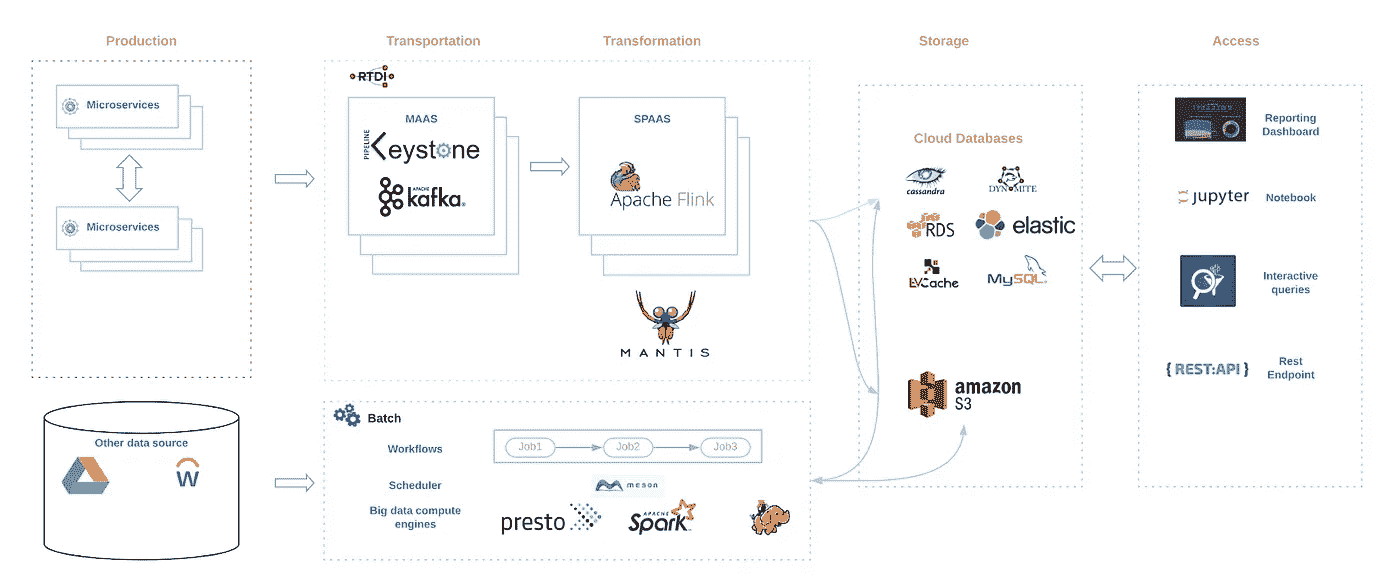 Production
Transportation
Transformation
Storage
Access
Microservices
Microservices
RTDI
MAAS
PIPELINE
Keystone
APACHE
kafka®
SPAAS
Apache Flink
MANTIS
Cloud Databases
cassandra
DYNOMITE
RDS
elastic
EVCache
MySQL
amazon
S3
Reporting
Dashboard
jupyter
Notebook
Interactive
queries
{ REST:API }
Rest
Endpoint
Other data source
W
Batch
Workflows
Job1
Job2
Job3
Scheduler
MESON
Big data compute
engines
presto
APACHE
Spark